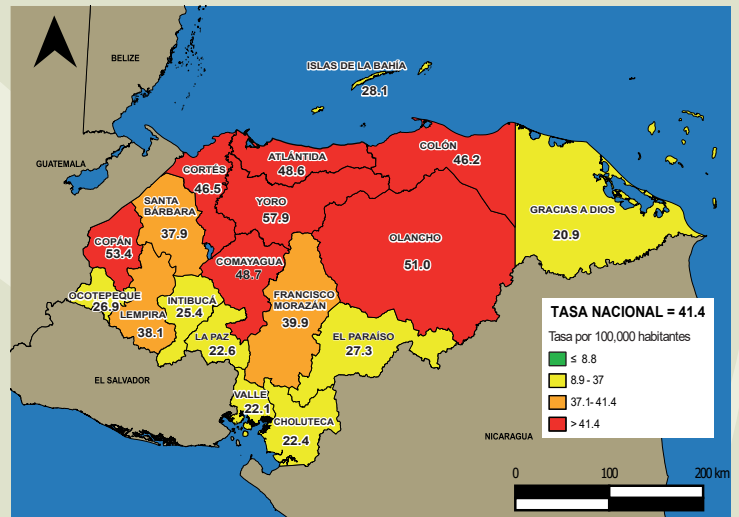 BELIZE
ISLAS DE LA BAHÍA
28.1
GUATEMALA
CORTÉS
46.5
ATLÁNTIDA
48.6
COLÓN
46.2
SANTA
BÁRBARA
37.9
YORO
57.9
GRACIAS A DIOS
20.9
COPÁN
53.4
COMAYAGUA
48.7
OLANCHO
51.0
OCOTEPEQUE
26.9
LEMPIRA
38.1
INTIBUCÁ
25.4
FRANCISCO
MORAZÁN
39.9
LA PAZ
22.6
EL PARAÍSO
27.3
EL SALVADOR
VALLE
22.1
CHOLUTECA
22.4
NICARAGUA
TASA NACIONAL = 41.4
Tasa por 100,000 habitantes
≤ 8.8
8.9 - 37
37.1- 41.4
> 41.4
0 100 200 km